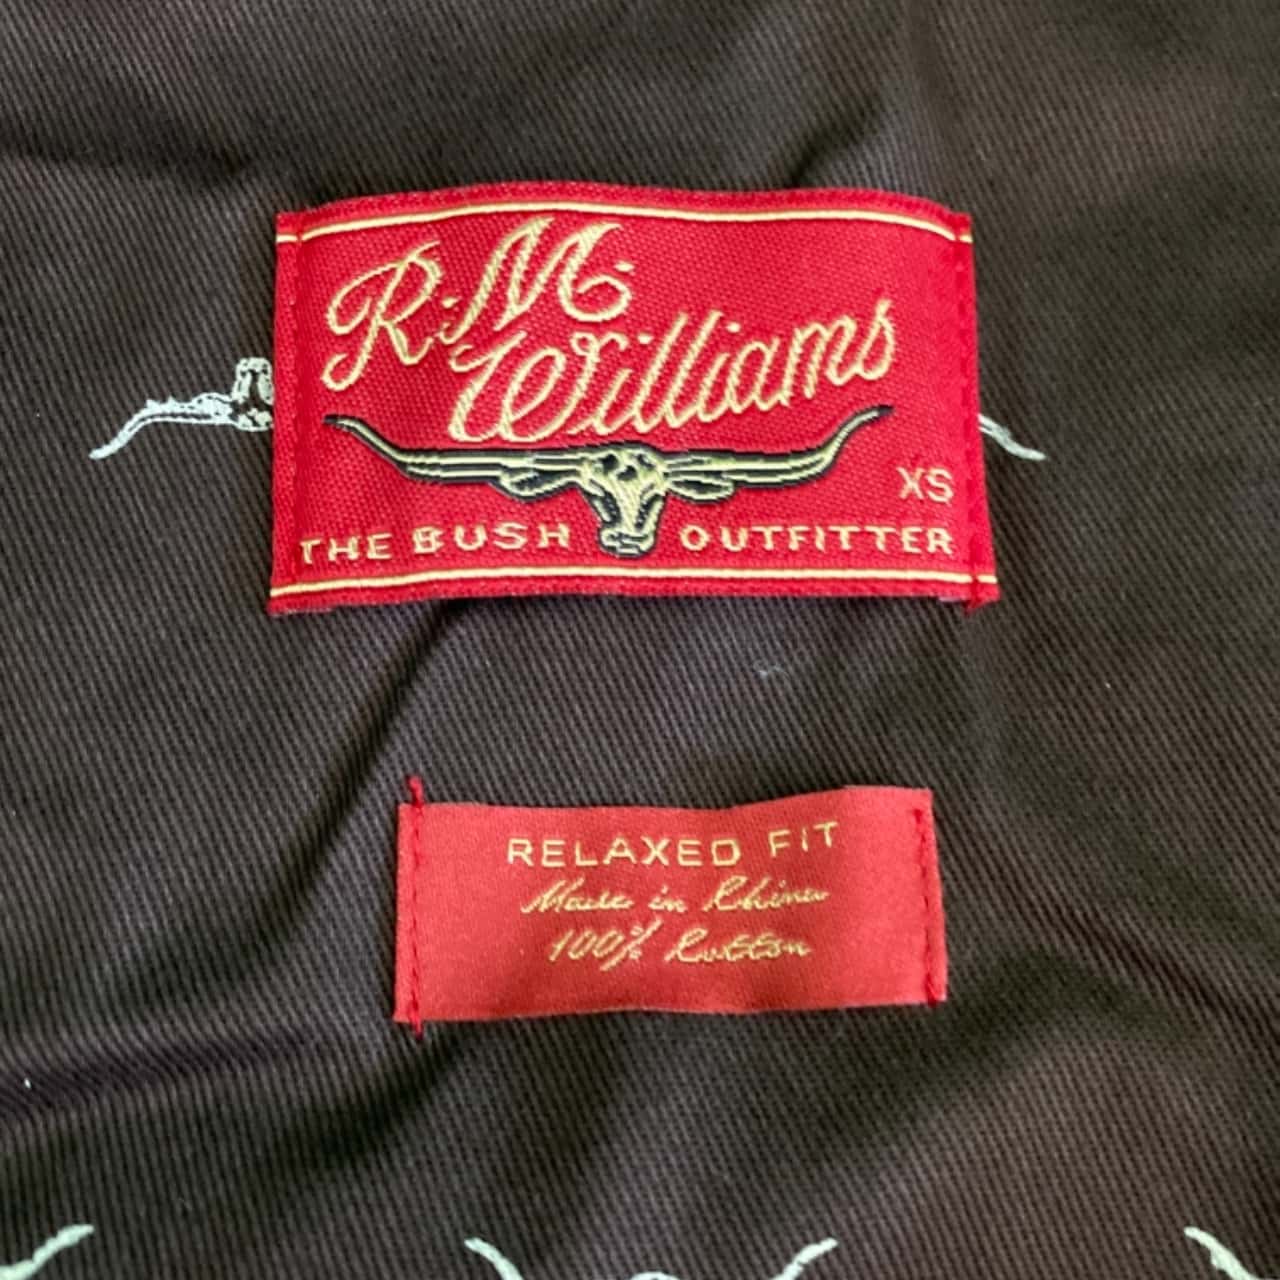 R.M.
Williams
XS
THE BUSH OUTFITTER
RELAXED FIT
Made in China
100% Cotton